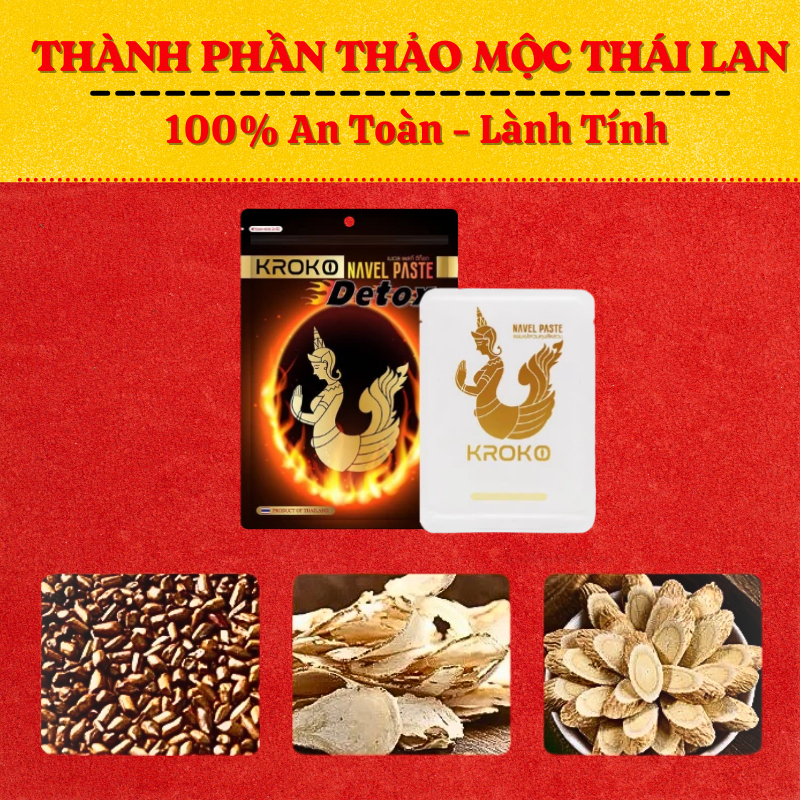 THÀNH PHẦN THẢO MỘC THÁI LAN
100% An Toàn - Lành Tính
KROKO NAVEL PASTE
Detox
PRODUCT OF THAILAND
NAVEL PASTE
KROKO